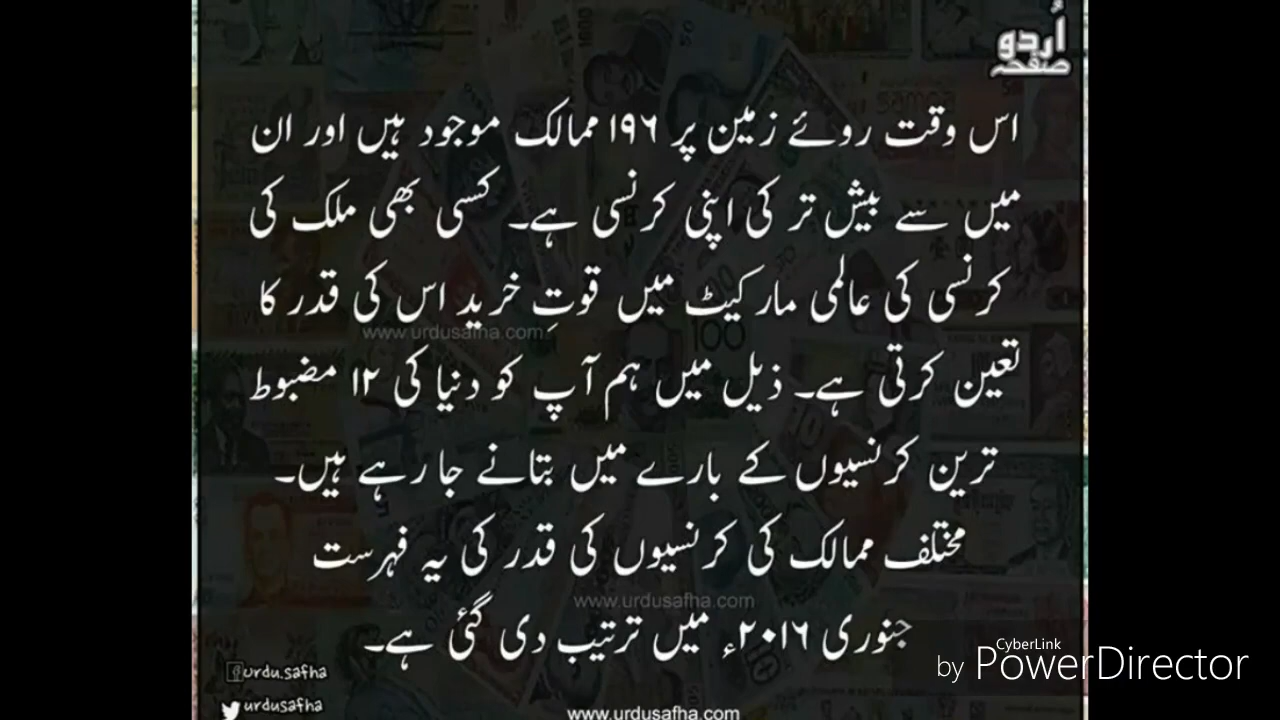 اُردو
صفحہ
اس وقت روئے زمین پر ۱۹۶ ممالک موجود ہیں اور ان
میں سے بیش تر کی اپنی کرنسی ہے۔ کسی بھی ملک کی
کرنسی کی عالمی مارکیٹ میں قوتِ خرید اس کی قدر کا
www.urdusafha.com
تعین کرتی ہے۔ ذیل میں ہم آپ کو دنیا کی ۱۲ مضبوط
ترین کرنسیوں کے بارے میں بتانے جا رہے ہیں۔
مختلف ممالک کی کرنسیوں کی قدر کی یہ فہرست
www.urdusafha.com
جنوری ۲۰۱۶ء میں ترتیب دی گئی ہے۔
CyberLink
by PowerDirector
urdu.safha
urdusafha
www.urdusafha.com